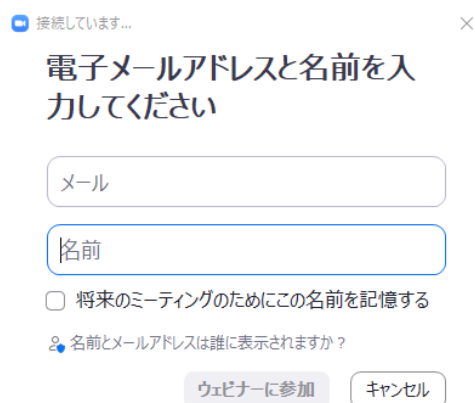 接続しています...
電子メールアドレスと名前を入
力してください
メール
名前
将来のミーティングのためにこの名前を記憶する
名前とメールアドレスは誰に表示されますか？
ウェビナーに参加 キャンセル